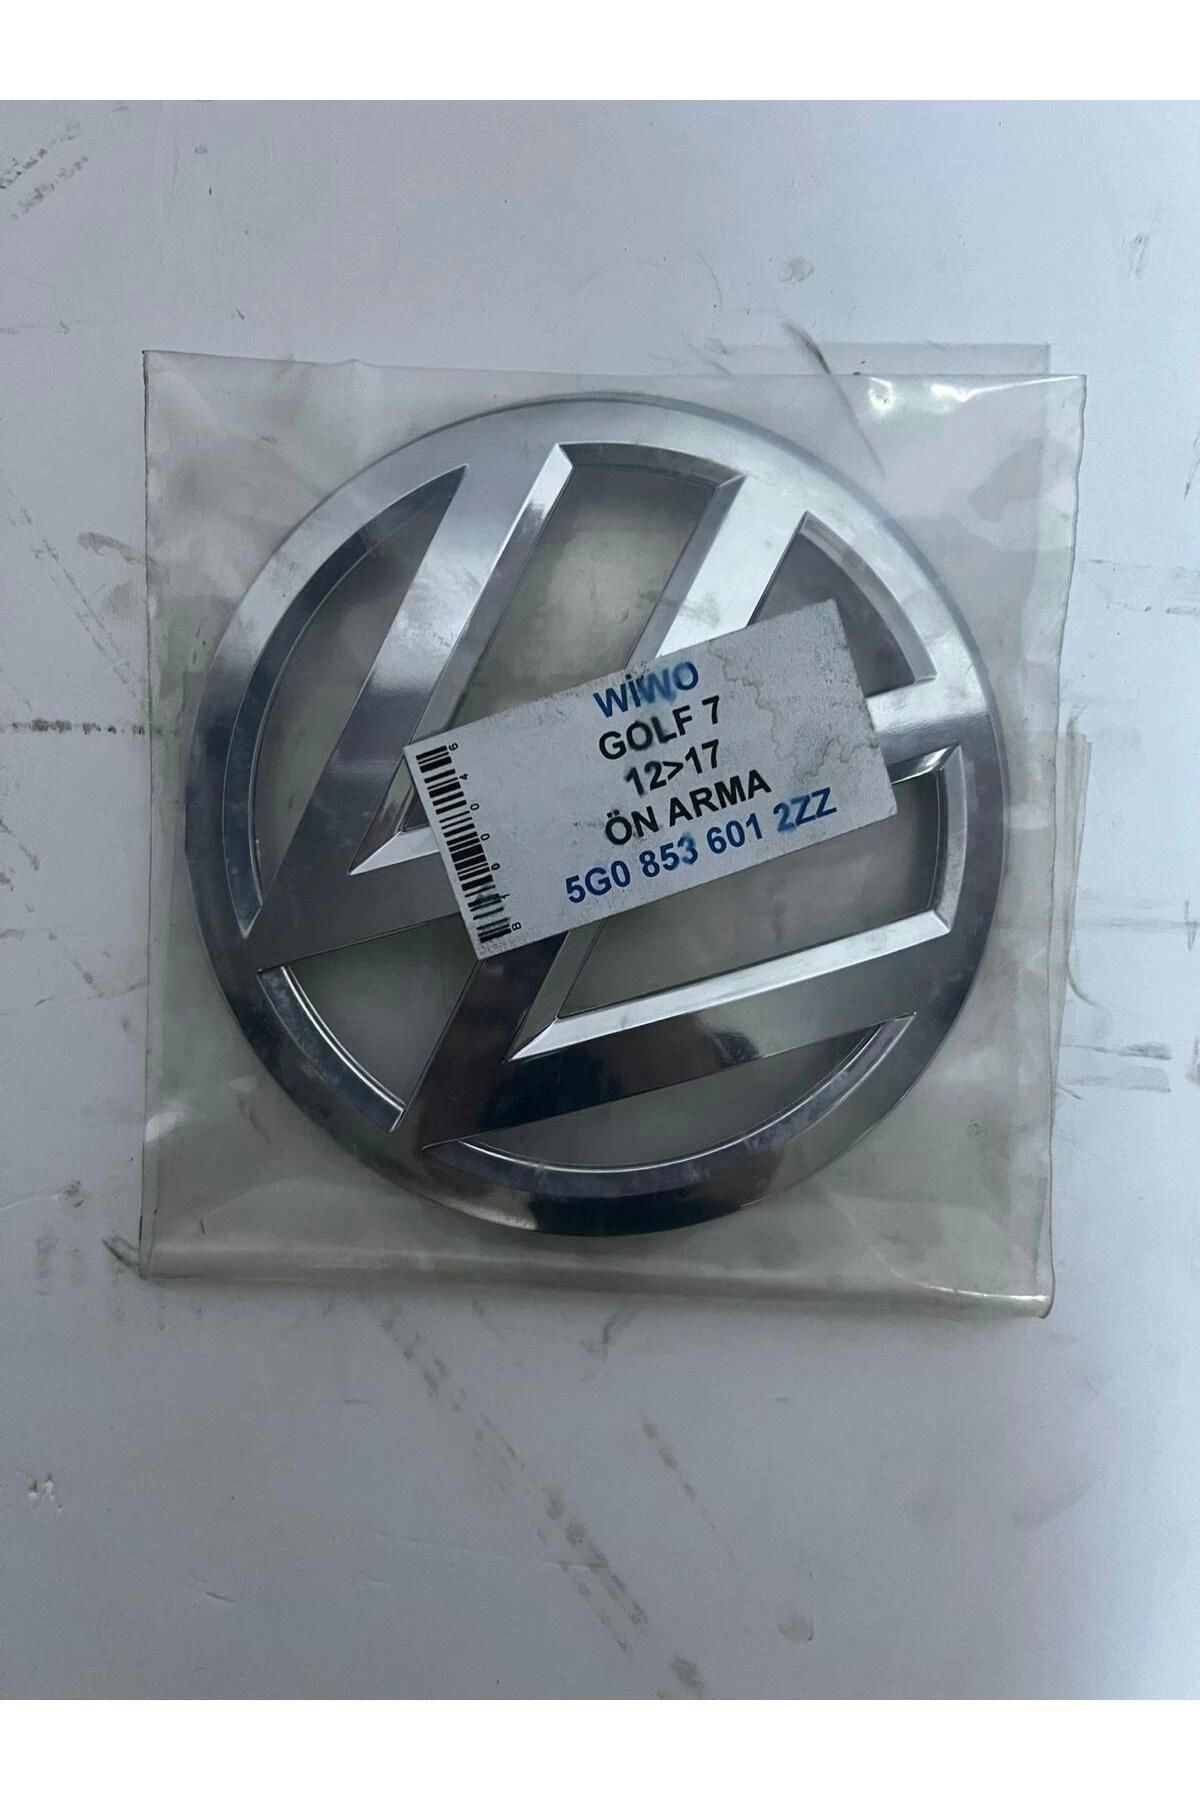 WİWO
GOLF 7
12>17
ÖN ARMA
5G0 853 601 2ZZ